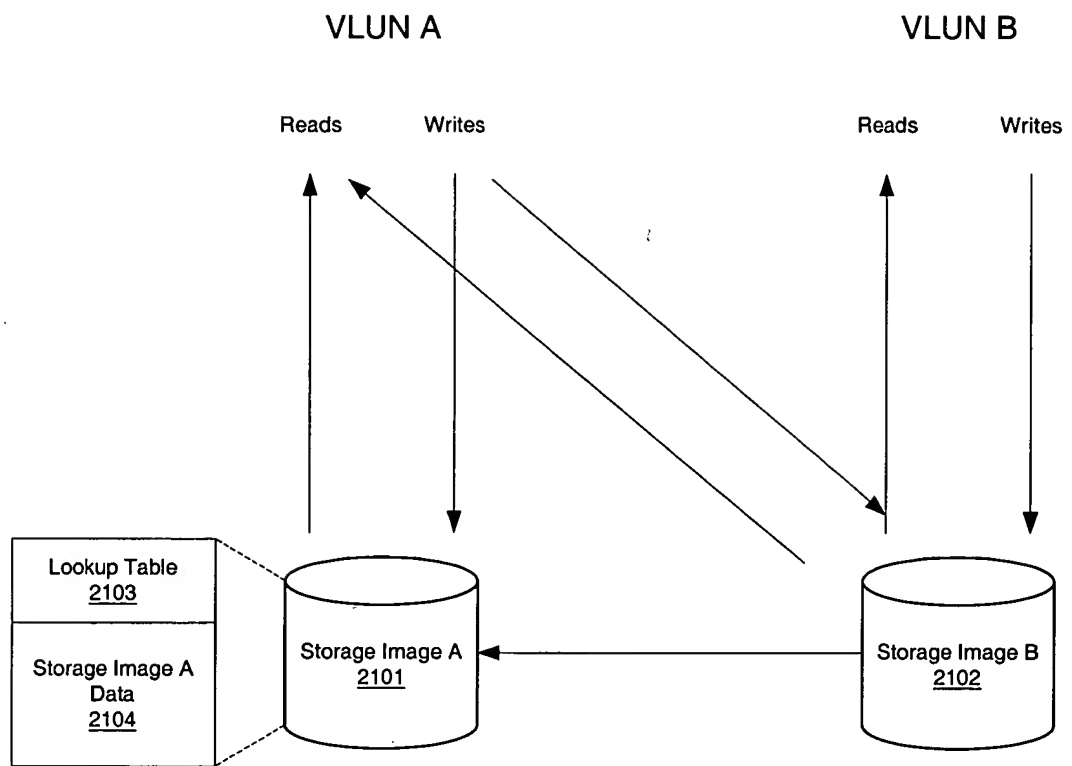 VLUN A
VLUN B
Reads
Writes
Reads
Writes
Lookup Table
2103
Storage Image A
Data
2104
Storage Image A
2101
Storage Image B
2102